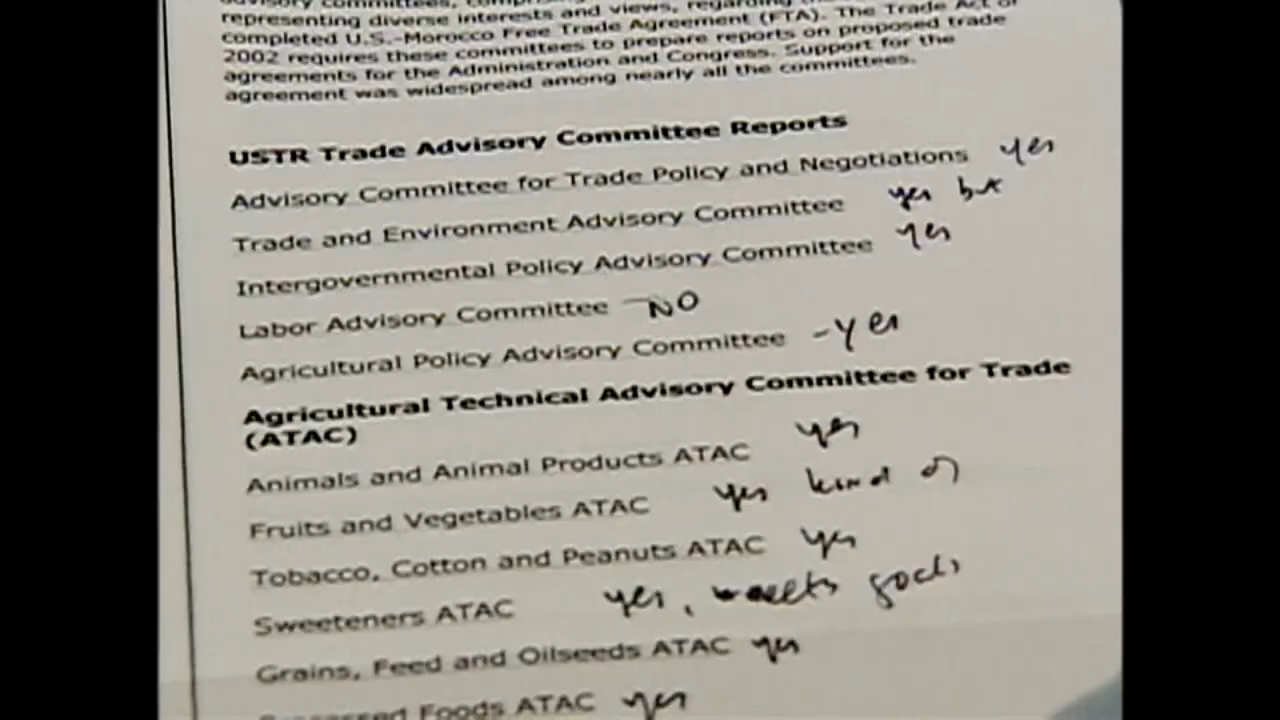 advisory committees,
representing diverse interests and views, regarding the
completed U.S.-Morocco Free Trade Agreement (FTA). The Trade Act of
2002 requires these committees to prepare reports on proposed trade
agreements for the Administration and Congress. Support for the
agreement was widespread among nearly all the committees.
USTR Trade Advisory Committee Reports
Advisory Committee for Trade Policy and Negotiations yes
Trade and Environment Advisory Committee yes but
Intergovernmental Policy Advisory Committee yes
Labor Advisory Committee - NO
Agricultural Policy Advisory Committee - yes
Agricultural Technical Advisory Committee for Trade
(ATAC)
Animals and Animal Products ATAC yes
Fruits and Vegetables ATAC yes kind of
Tobacco, Cotton and Peanuts ATAC yes
Sweeteners ATAC yes, meets goals
Grains, Feed and Oilseeds ATAC yes
Processed Foods ATAC yes